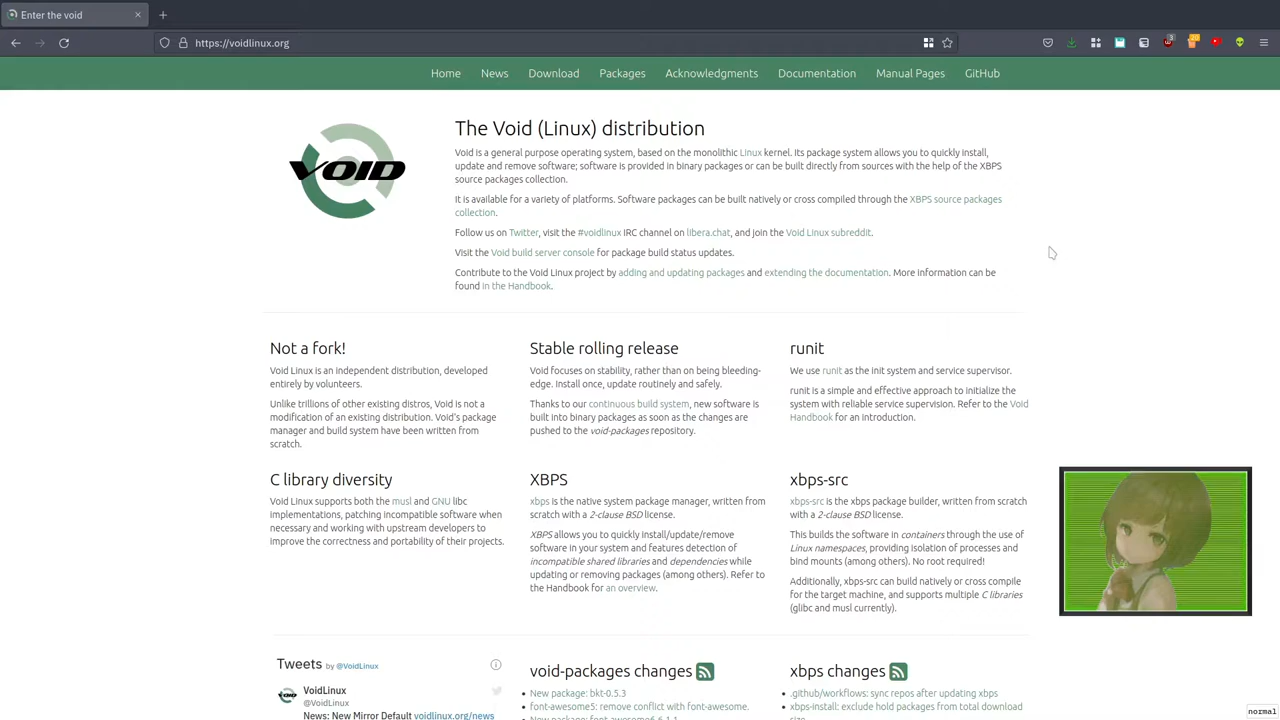 Enter the void
https://voidlinux.org
3
20
Home News Download Packages Acknowledgments Documentation Manual Pages GitHub
VOID
The Void (Linux) distribution
Void is a general purpose operating system, based on the monolithic Linux kernel. Its package system allows you to quickly install,
update and remove software; software is provided in binary packages or can be built directly from sources with the help of the XBPS
source packages collection.
It is available for a variety of platforms. Software packages can be built natively or cross compiled through the XBPS source packages
collection.
Follow us on Twitter, visit the #voidlinux IRC channel on libera.chat, and join the Void Linux subreddit.
Visit the Void build server console for package build status updates.
Contribute to the Void Linux project by adding and updating packages and extending the documentation. More information can be
found in the Handbook.
Not a fork!
Void Linux is an independent distribution, developed
entirely by volunteers.
Unlike trillions of other existing distros, Void is not a
modification of an existing distribution. Void's package
manager and build system have been written from
scratch.
Stable rolling release
Void focuses on stability, rather than on being bleeding-
edge. Install once, update routinely and safely.
Thanks to our continuous build system, new software is
built into binary packages as soon as the changes are
pushed to the void-packages repository.
runit
We use runit as the init system and service supervisor.
runit is a simple and effective approach to initialize the
system with reliable service supervision. Refer to the Void
Handbook for an introduction.
C library diversity
Void Linux supports both the musl and GNU libc
implementations, patching incompatible software when
necessary and working with upstream developers to
improve the correctness and portability of their projects.
XBPS
xbps is the native system package manager, written from
scratch with a 2-clause BSD license.
XBPS allows you to quickly install/update/remove
software in your system and features detection of
incompatible shared libraries and dependencies while
updating or removing packages (among others). Refer to
the Handbook for an overview.
xbps-src
xbps-src is the xbps package builder, written from scratch
with a 2-clause BSD license.
This builds the software in containers through the use of
Linux namespaces, providing isolation of processes and
bind mounts (among others). No root required!
Additionally, xbps-src can build natively or cross compile
for the target machine, and supports multiple C libraries
(glibc and musl currently).
Tweets by @VoidLinux
VoidLinux
@VoidLinux
News: New Mirror Default voidlinux.org/news
void-packages changes
New package: bkt-0.5.3
font-awesome5: remove conflict with font-awesome.
New package: font-awesome6-6.1.1
xbps changes
.github/workflows: sync repos after updating xbps
xbps-install: exclude hold packages from total download
size
normal